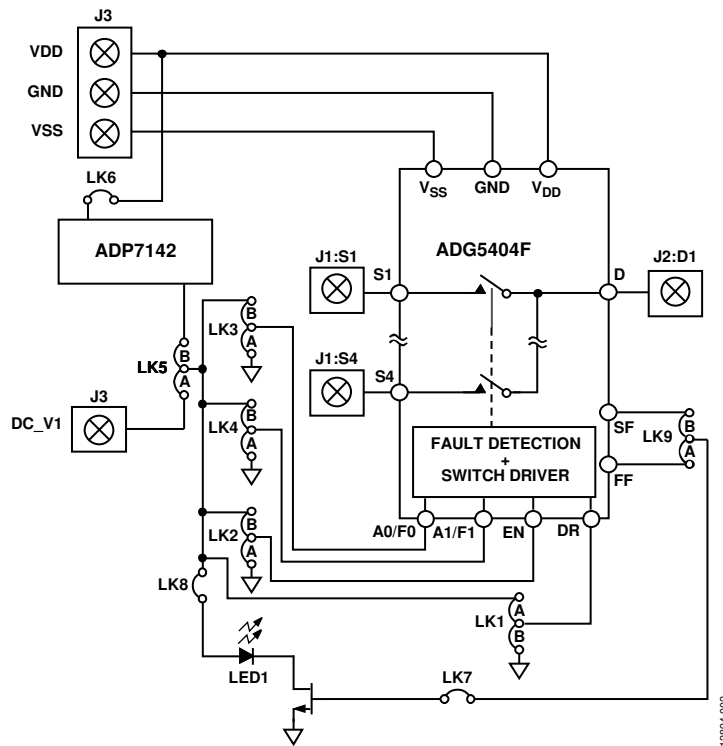 J3
VDD
GND
VSS
LK6
ADP7142
VSS GND VDD
ADG5404F
J1:S1
S1
D
J2:D1
B
LK3
A
B
LK5
A
J1:S4
S4
J3
DC_V1
B
LK4
A
SF
B
LK9
A
FF
FAULT DETECTION
+
SWITCH DRIVER
B
LK2
A
A0/F0 A1/F1 EN DR
LK8
A
LK1
B
LED1
LK7